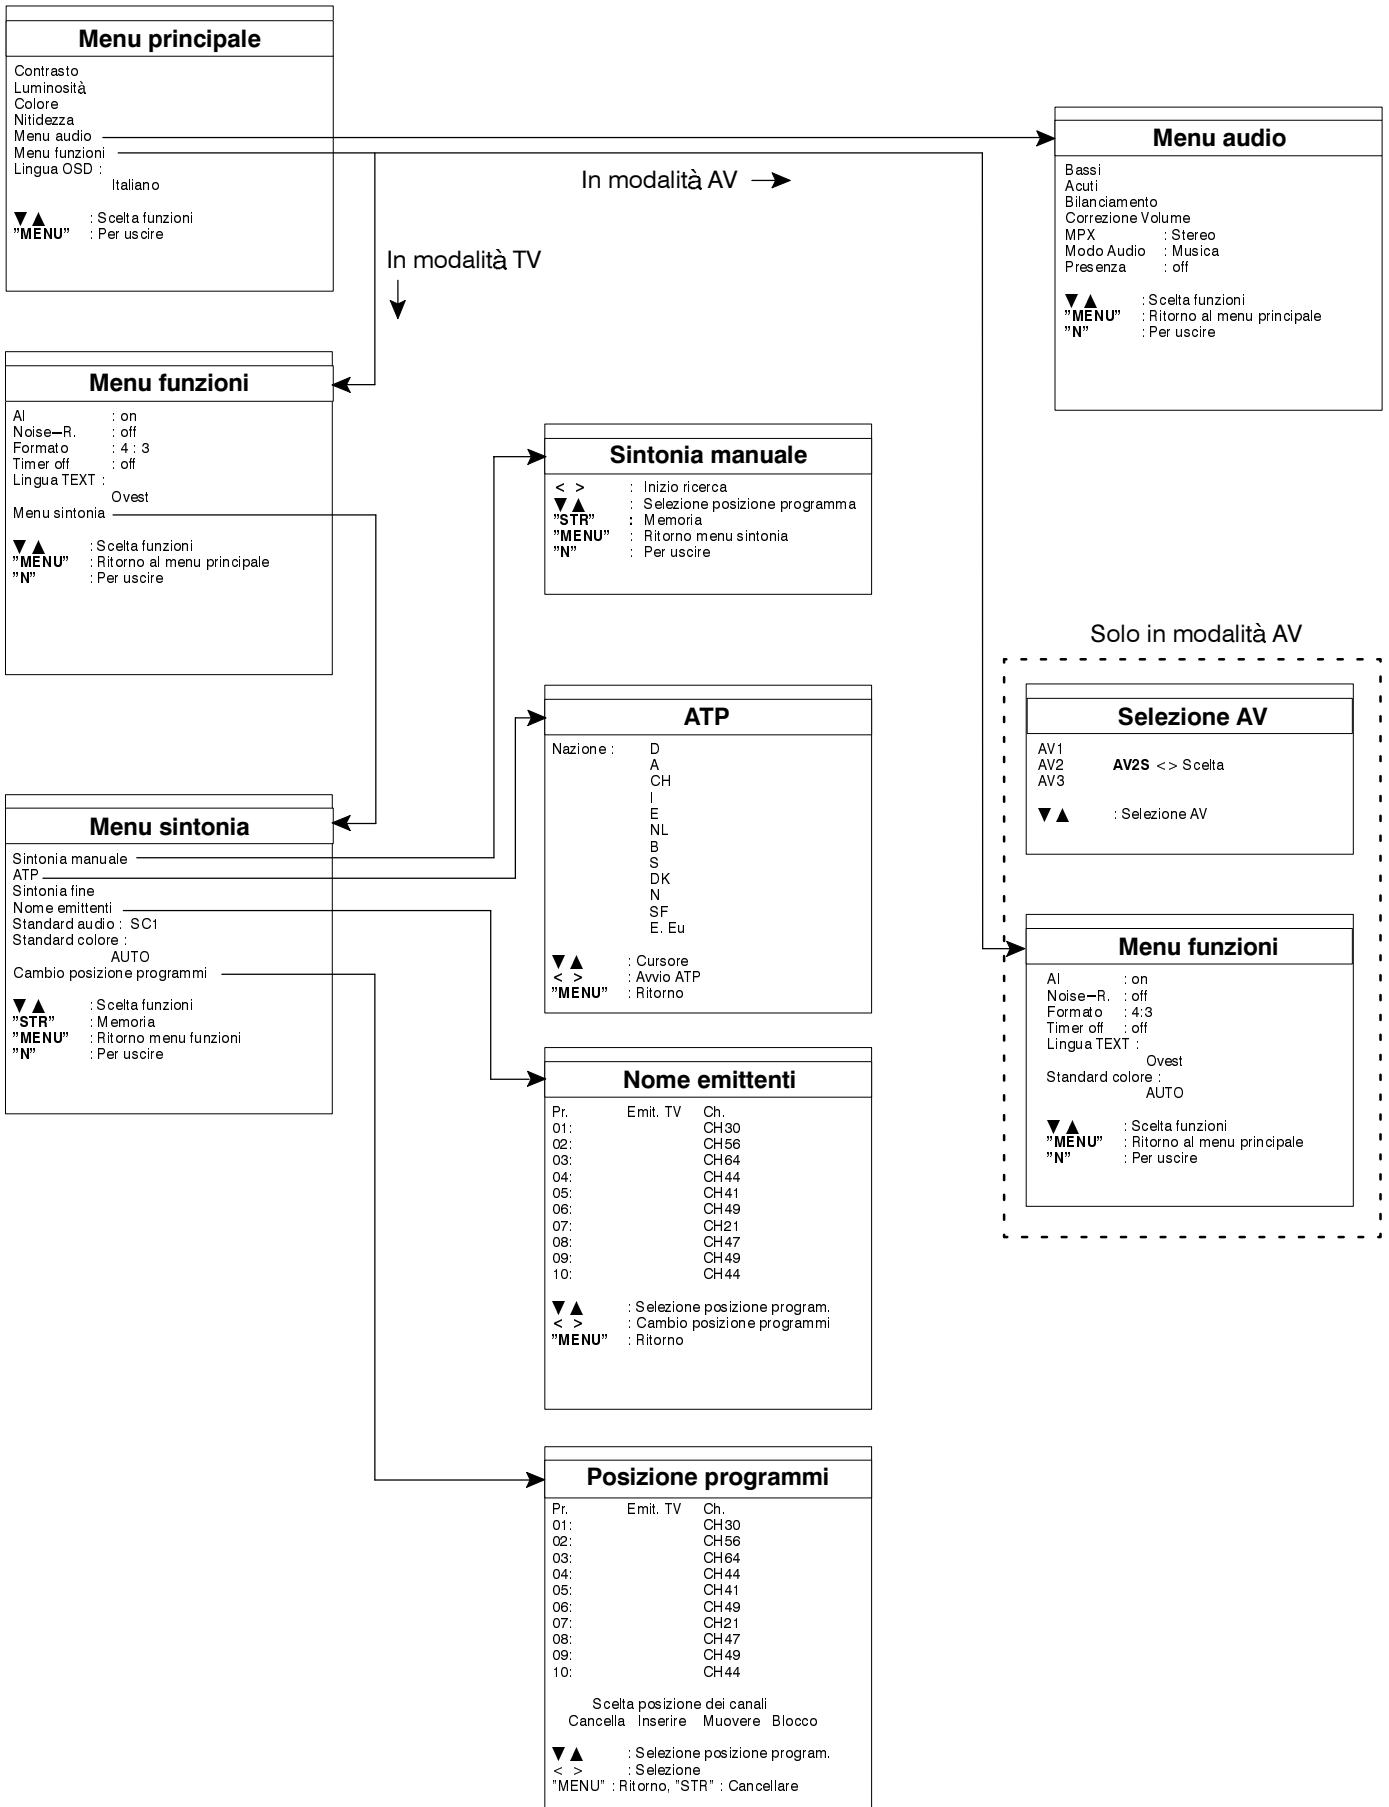 Menu principale
Contrasto
Luminosità
Colore
Nitidezza
Menu audio
Menu funzioni
Lingua OSD :
Italiano
▼ ▲ : Scelta funzioni
”MENU” : Per uscire
In modalità AV
In modalità TV
Menu audio
Bassi
Acuti
Bilanciamento
Correzione Volume
MPX : Stereo
Modo Audio : Musica
Presenza : off
▼ ▲ : Scelta funzioni
”MENU” : Ritorno al menu principale
”N” : Per uscire
Menu funzioni
AI : on
Noise–R. : off
Formato : 4 : 3
Timer off : off
Lingua TEXT :
Ovest
Menu sintonia
▼ ▲ : Scelta funzioni
”MENU” : Ritorno al menu principale
”N” : Per uscire
Sintonia manuale
< > : Inizio ricerca
▼ ▲ : Selezione posizione programma
”STR” : Memoria
”MENU” : Ritorno menu sintonia
”N” : Per uscire
Menu sintonia
Sintonia manuale
ATP
Sintonia fine
Nome emittenti
Standard audio : SC1
Standard colore :
AUTO
Cambio posizione programmi
▼ ▲ : Scelta funzioni
”STR” : Memoria
”MENU” : Ritorno menu funzioni
”N” : Per uscire
ATP
Nazione : D
A
CH
I
E
NL
B
S
DK
N
SF
E. Eu
▼ ▲ : Cursore
< > : Avvio ATP
”MENU” : Ritorno
Solo in modalità AV
Selezione AV
AV1
AV2 AV2S < > Scelta
AV3
▼ ▲ : Selezione AV
Menu funzioni
AI : on
Noise–R. : off
Formato : 4:3
Timer off : off
Lingua TEXT :
Ovest
Standard colore :
AUTO
▼ ▲ : Scelta funzioni
”MENU” : Ritorno al menu principale
”N” : Per uscire
Nome emittenti
Pr. Emit. TV Ch.
01: CH30
02: CH56
03: CH64
04: CH44
05: CH41
06: CH49
07: CH21
08: CH47
09: CH49
10: CH44
▼ ▲ : Selezione posizione program.
< > : Cambio posizione programmi
”MENU” : Ritorno
Posizione programmi
Pr. Emit. TV Ch.
01: CH30
02: CH56
03: CH64
04: CH44
05: CH41
06: CH49
07: CH21
08: CH47
09: CH49
10: CH44
Scelta posizione dei canali
Cancella Inserire Muovere Blocco
▼ ▲ : Selezione posizione program.
< > : Selezione
”MENU” : Ritorno, ”STR” : Cancellare